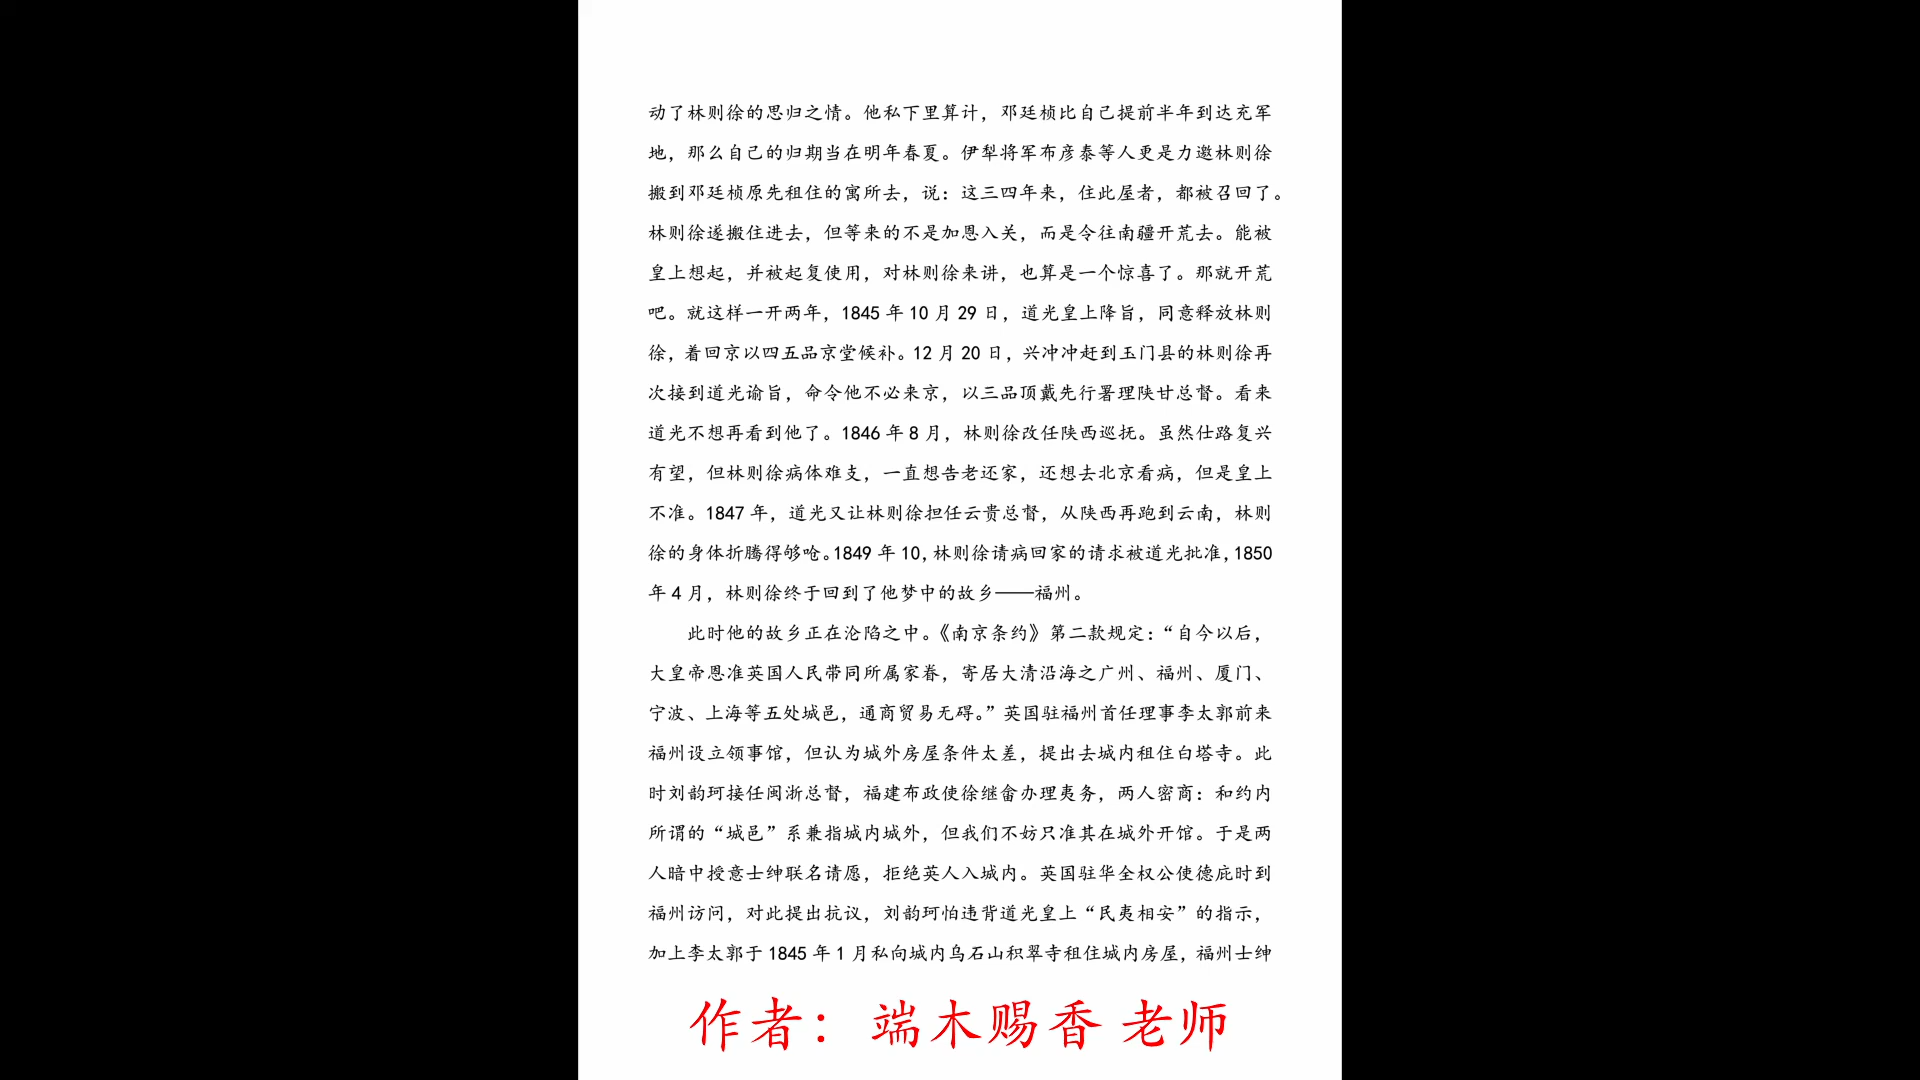 动了林则徐的思归之情。他私下里算计，邓廷桢比自己提前半年到达充军
地，那么自己的归期当在明年春夏。伊犁将军布彦泰等人更是力邀林则徐
搬到邓廷桢原先租住的寓所去，说：这三四年来，住此屋者，都被召回了。
林则徐遂搬住进去，但等来的不是加恩入关，而是令往南疆开荒去。能被
皇上想起，并被起复使用，对林则徐来讲，也算是一个惊喜了。那就开荒
吧。就这样一开两年，1845 年 10 月 29 日，道光皇上降旨，同意释放林则
徐，着回京以四五品京堂候补。12 月 20 日，兴冲冲赶到玉门县的林则徐再
次接到道光谕旨，命令他不必来京，以三品顶戴先行署理陕甘总督。看来
道光不想再看到他了。1846 年 8 月，林则徐改任陕西巡抚。虽然仕路复兴
有望，但林则徐病体难支，一直想告老还家，还想去北京看病，但是皇上
不准。1847 年，道光又让林则徐担任云贵总督，从陕西再跑到云南，林则
徐的身体折腾得够呛。1849 年 10，林则徐请病回家的请求被道光批准，1850
年 4 月，林则徐终于回到了他梦中的故乡——福州。
此时他的故乡正在沦陷之中。《南京条约》第二款规定：“自今以后，
大皇帝恩准英国人民带同所属家眷，寄居大清沿海之广州、福州、厦门、
宁波、上海等五处城邑，通商贸易无碍。”英国驻福州首任理事李太郭前来
福州设立领事馆，但认为城外房屋条件太差，提出去城内租住白塔寺。此
时刘韵珂接任闽浙总督，福建布政使徐继畬办理夷务，两人密商：和约内
所谓的“城邑”系兼指城内城外，但我们不妨只准其在城外开馆。于是两
人暗中授意士绅联名请愿，拒绝英人入城内。英国驻华全权公使德庇时到
福州访问，对此提出抗议，刘韵珂怕违背道光皇上“民夷相安”的指示，
加上李太郭于 1845 年 1 月私向城内乌石山积翠寺租住城内房屋，福州士绅
作者：端木赐香 老师